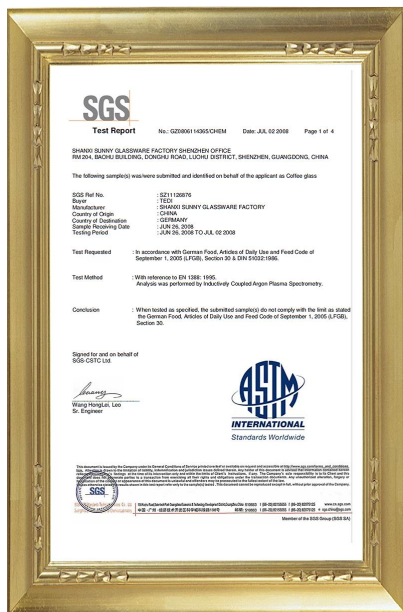 SGS
Test Report No.: GZ0806114365/CHEM Date: JUL 02 2008 Page 1 of 4
SHANXI SUNNY GLASSWARE FACTORY SHENZHEN OFFICE
RM 204, BAOHU BUILDING, DONGHU ROAD, LUOHU DISTRICT, SHENZHEN, GUANGDONG, CHINA
The following sample(s) was/were submitted and identified on behalf of the applicant as Coffee glass
SGS Ref No. : SZ11126876
Buyer : TEDI
Manufacturer : SHANXI SUNNY GLASSWARE FACTORY
Country of Origin : CHINA
Country of Destination : GERMANY
Sample Receiving Date : JUN 26, 2008
Testing Period : JUN 26, 2008 TO JUL 02 2008
Test Requested : In accordance with German Food, Articles of Daily Use and Feed Code of
September 1, 2005 (LFGB), Section 30 & DIN 51032:1986.
Test Method : With reference to EN 1388: 1995.
Analysis was performed by Inductively Coupled Argon Plasma Spectrometry.
Conclusion : When tested as specified, the submitted sample(s) do not comply with the limit as stated
the German Food, Articles of Daily Use and Feed Code of September 1, 2005 (LFGB),
Section 30.
Signed for and on behalf of
SGS-CSTC Ltd.
Wang HongLei, Leo
Sr. Engineer
ASTM
INTERNATIONAL
Standards Worldwide
SGS
Member of the SGS Group (SGS SA)